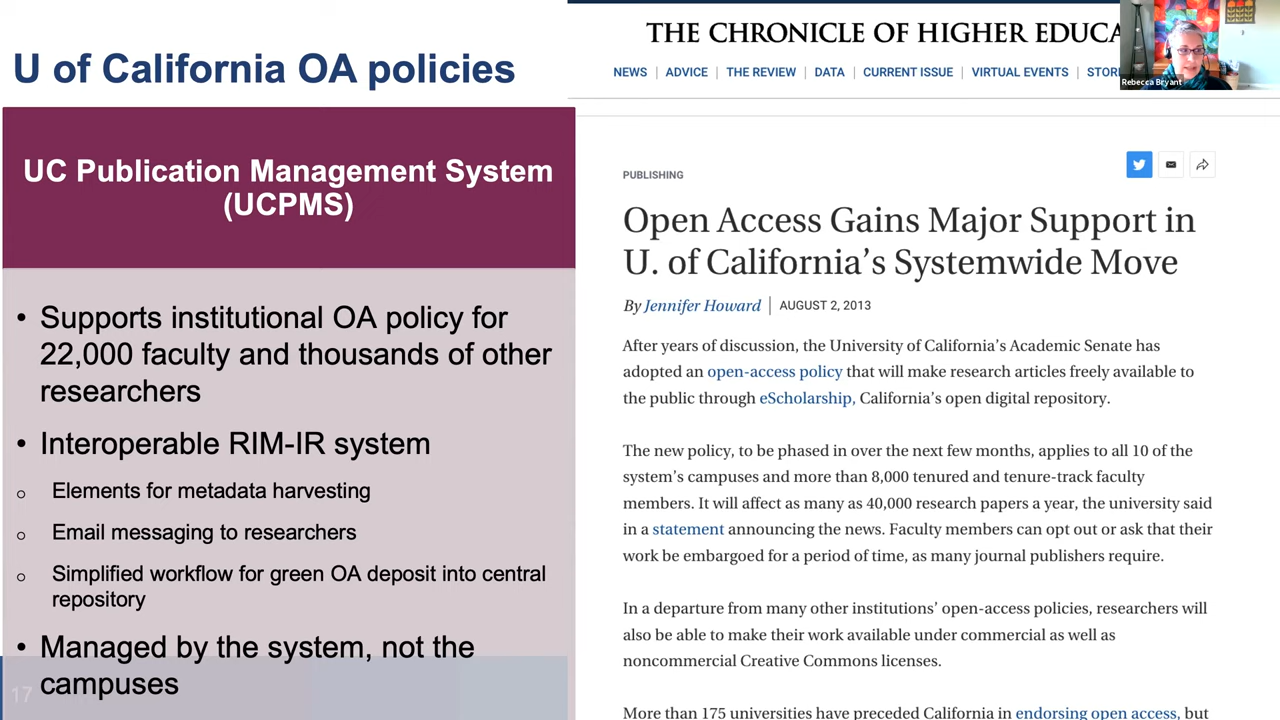 U of California OA policies
UC Publication Management System
(UCPMS)
• Supports institutional OA policy for
22,000 faculty and thousands of other
researchers
• Interoperable RIM-IR system
o Elements for metadata harvesting
o Email messaging to researchers
o Simplified workflow for green OA deposit into central
repository
• Managed by the system, not the
campuses
17
THE CHRONICLE OF HIGHER EDUCA
NEWS | ADVICE | THE REVIEW | DATA | CURRENT ISSUE | VIRTUAL EVENTS | STOR
Rebecca Bryant
PUBLISHING
Open Access Gains Major Support in
U. of California’s Systemwide Move
By Jennifer Howard | AUGUST 2, 2013
After years of discussion, the University of California’s Academic Senate has
adopted an open-access policy that will make research articles freely available to
the public through eScholarship, California’s open digital repository.
The new policy, to be phased in over the next few months, applies to all 10 of the
system’s campuses and more than 8,000 tenured and tenure-track faculty
members. It will affect as many as 40,000 research papers a year, the university said
in a statement announcing the news. Faculty members can opt out or ask that their
work be embargoed for a period of time, as many journal publishers require.
In a departure from many other institutions’ open-access policies, researchers will
also be able to make their work available under commercial as well as
noncommercial Creative Commons licenses.
More than 175 universities have preceded California in endorsing open access, but